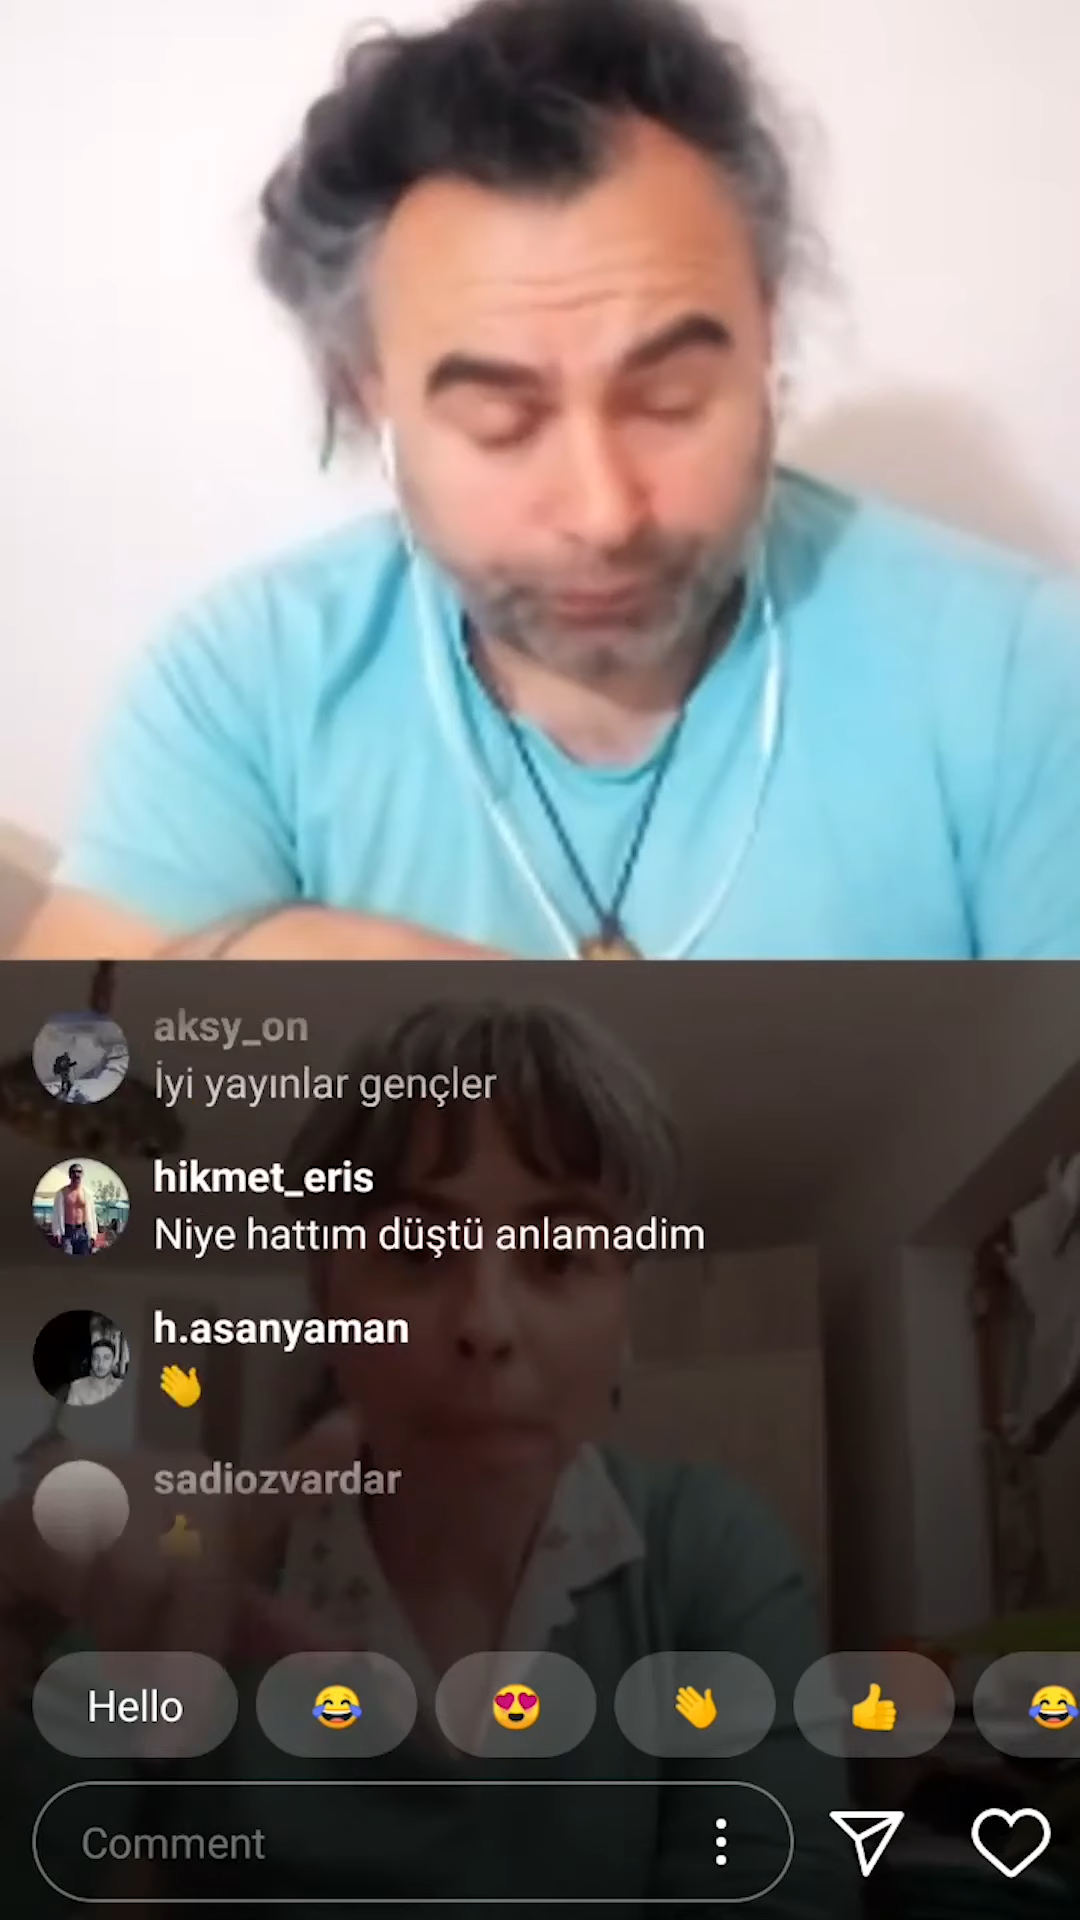 aksy_on
İyi yayınlar gençler
hikmet_eris
Niye hattım düştü anlamadim
h.asanyaman
👋
sadiozvardar
👍
Hello 😂 😍 👋 👍 😂
Comment